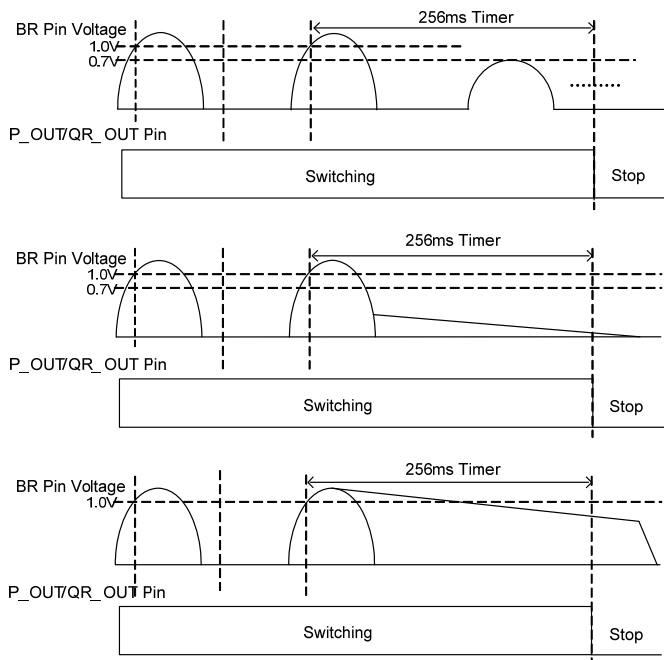 256ms Timer
BR Pin Voltage
1.0V
0.7V
P_OUT/QR_OUT Pin
Switching
Stop
256ms Timer
BR Pin Voltage
1.0V
0.7V
P_OUT/QR_OUT Pin
Switching
Stop
256ms Timer
BR Pin Voltage
1.0V
P_OUT/QR_OUT Pin
Switching
Stop